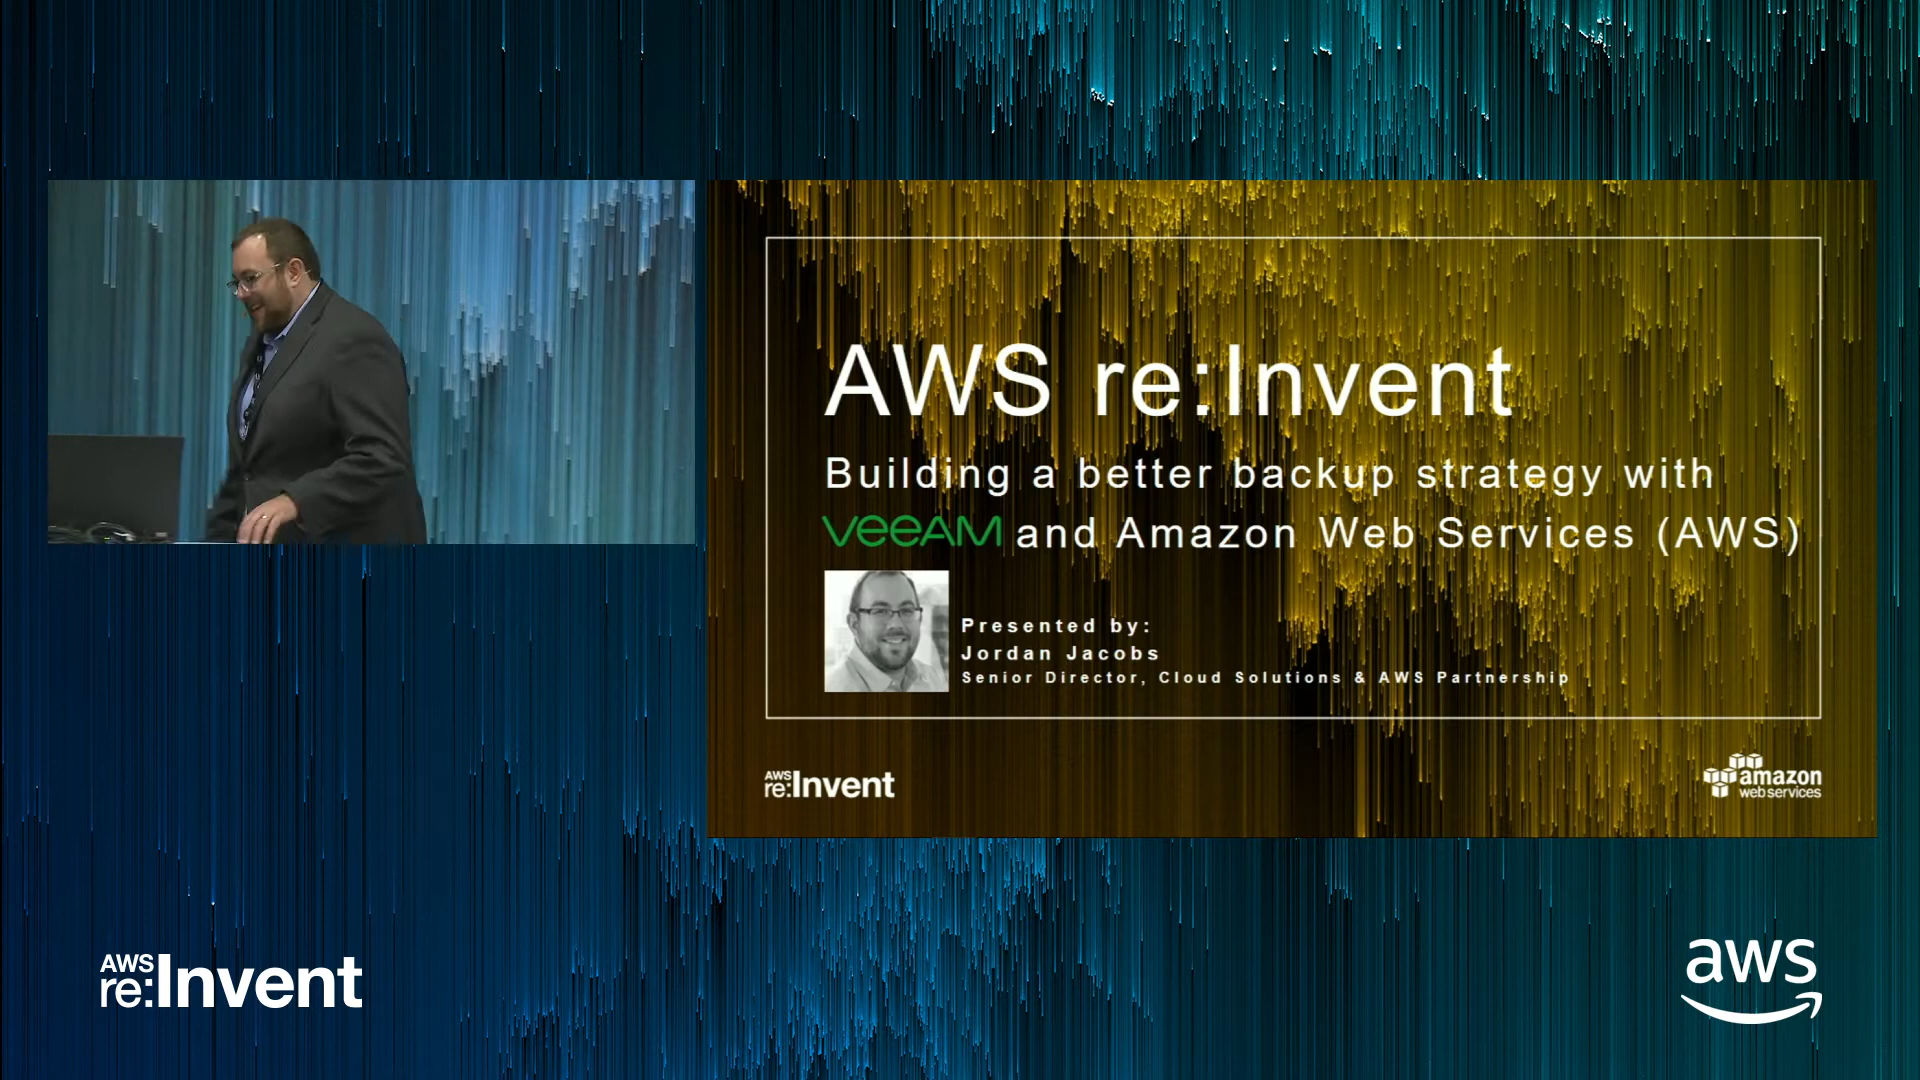 AWS re:Invent
Building a better backup strategy with
veeAM and Amazon Web Services (AWS)
Presented by:
Jordan Jacobs
Senior Director, Cloud Solutions & AWS Partnership
AWS
re:Invent
amazon
web services
AWS
re:Invent
aws